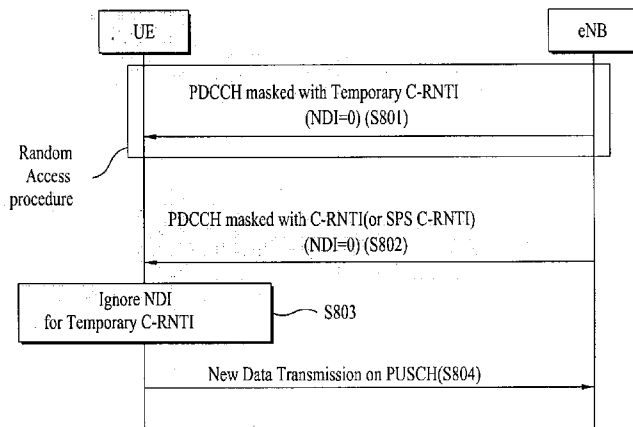 UE
eNB
PDCCH masked with Temporary C-RNTI
(NDI=0) (S801)
Random
Access
procedure
PDCCH masked with C-RNTI(or SPS C-RNTI)
(NDI=0) (S802)
Ignore NDI
for Temporary C-RNTI
S803
New Data Transmission on PUSCH(S804)